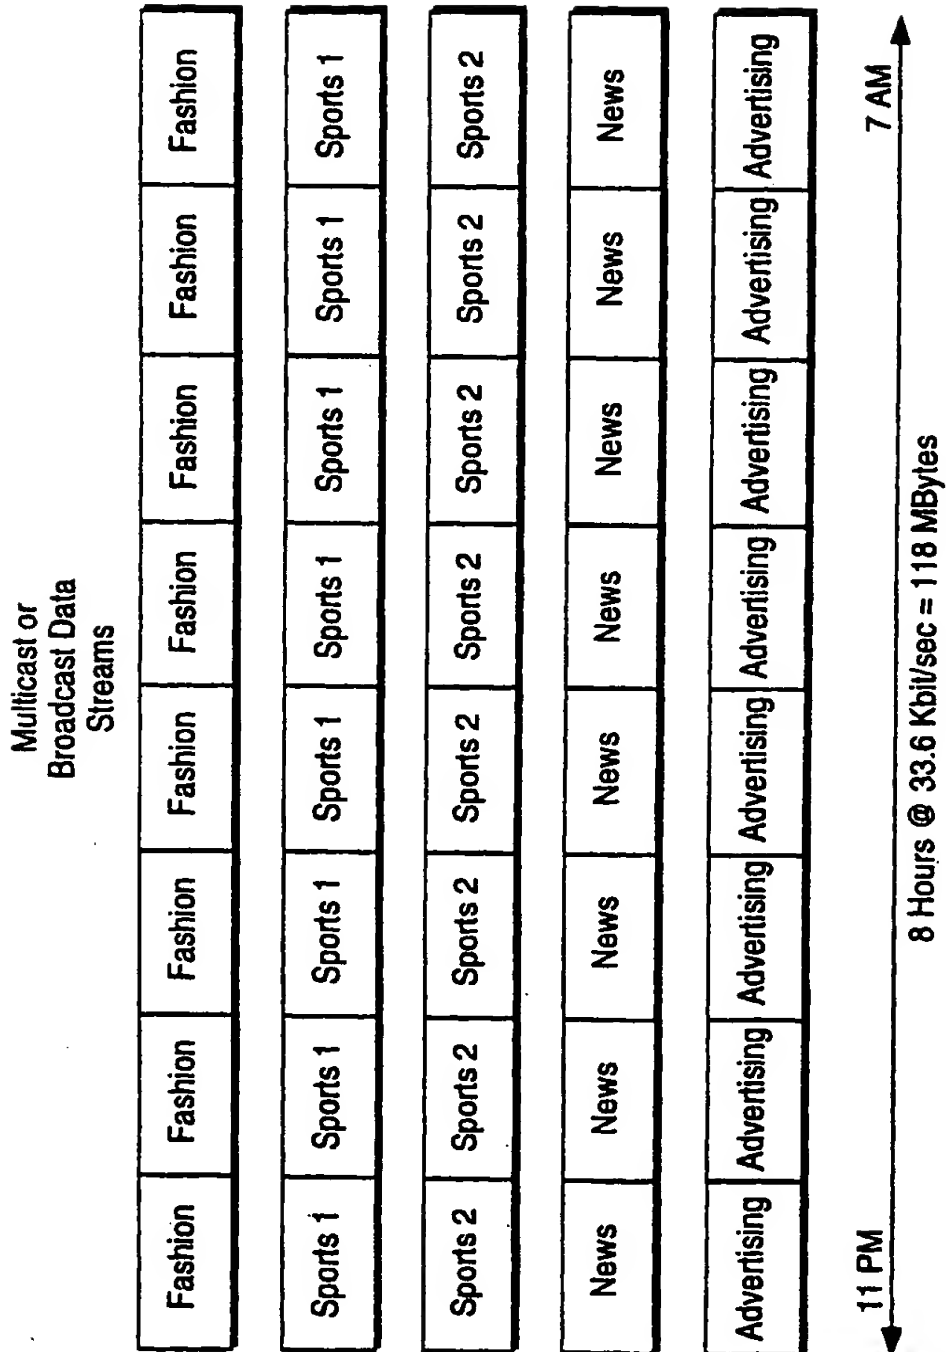 Multicast or
Broadcast Data
Streams
Fashion Fashion Fashion Fashion Fashion Fashion Fashion Fashion
Sports 1 Sports 1 Sports 1 Sports 1 Sports 1 Sports 1 Sports 1 Sports 1
Sports 2 Sports 2 Sports 2 Sports 2 Sports 2 Sports 2 Sports 2 Sports 2
News News News News News News News News
Advertising Advertising Advertising Advertising Advertising Advertising Advertising Advertising
11 PM 7 AM
8 Hours @ 33.6 Kbit/sec = 118 MBytes